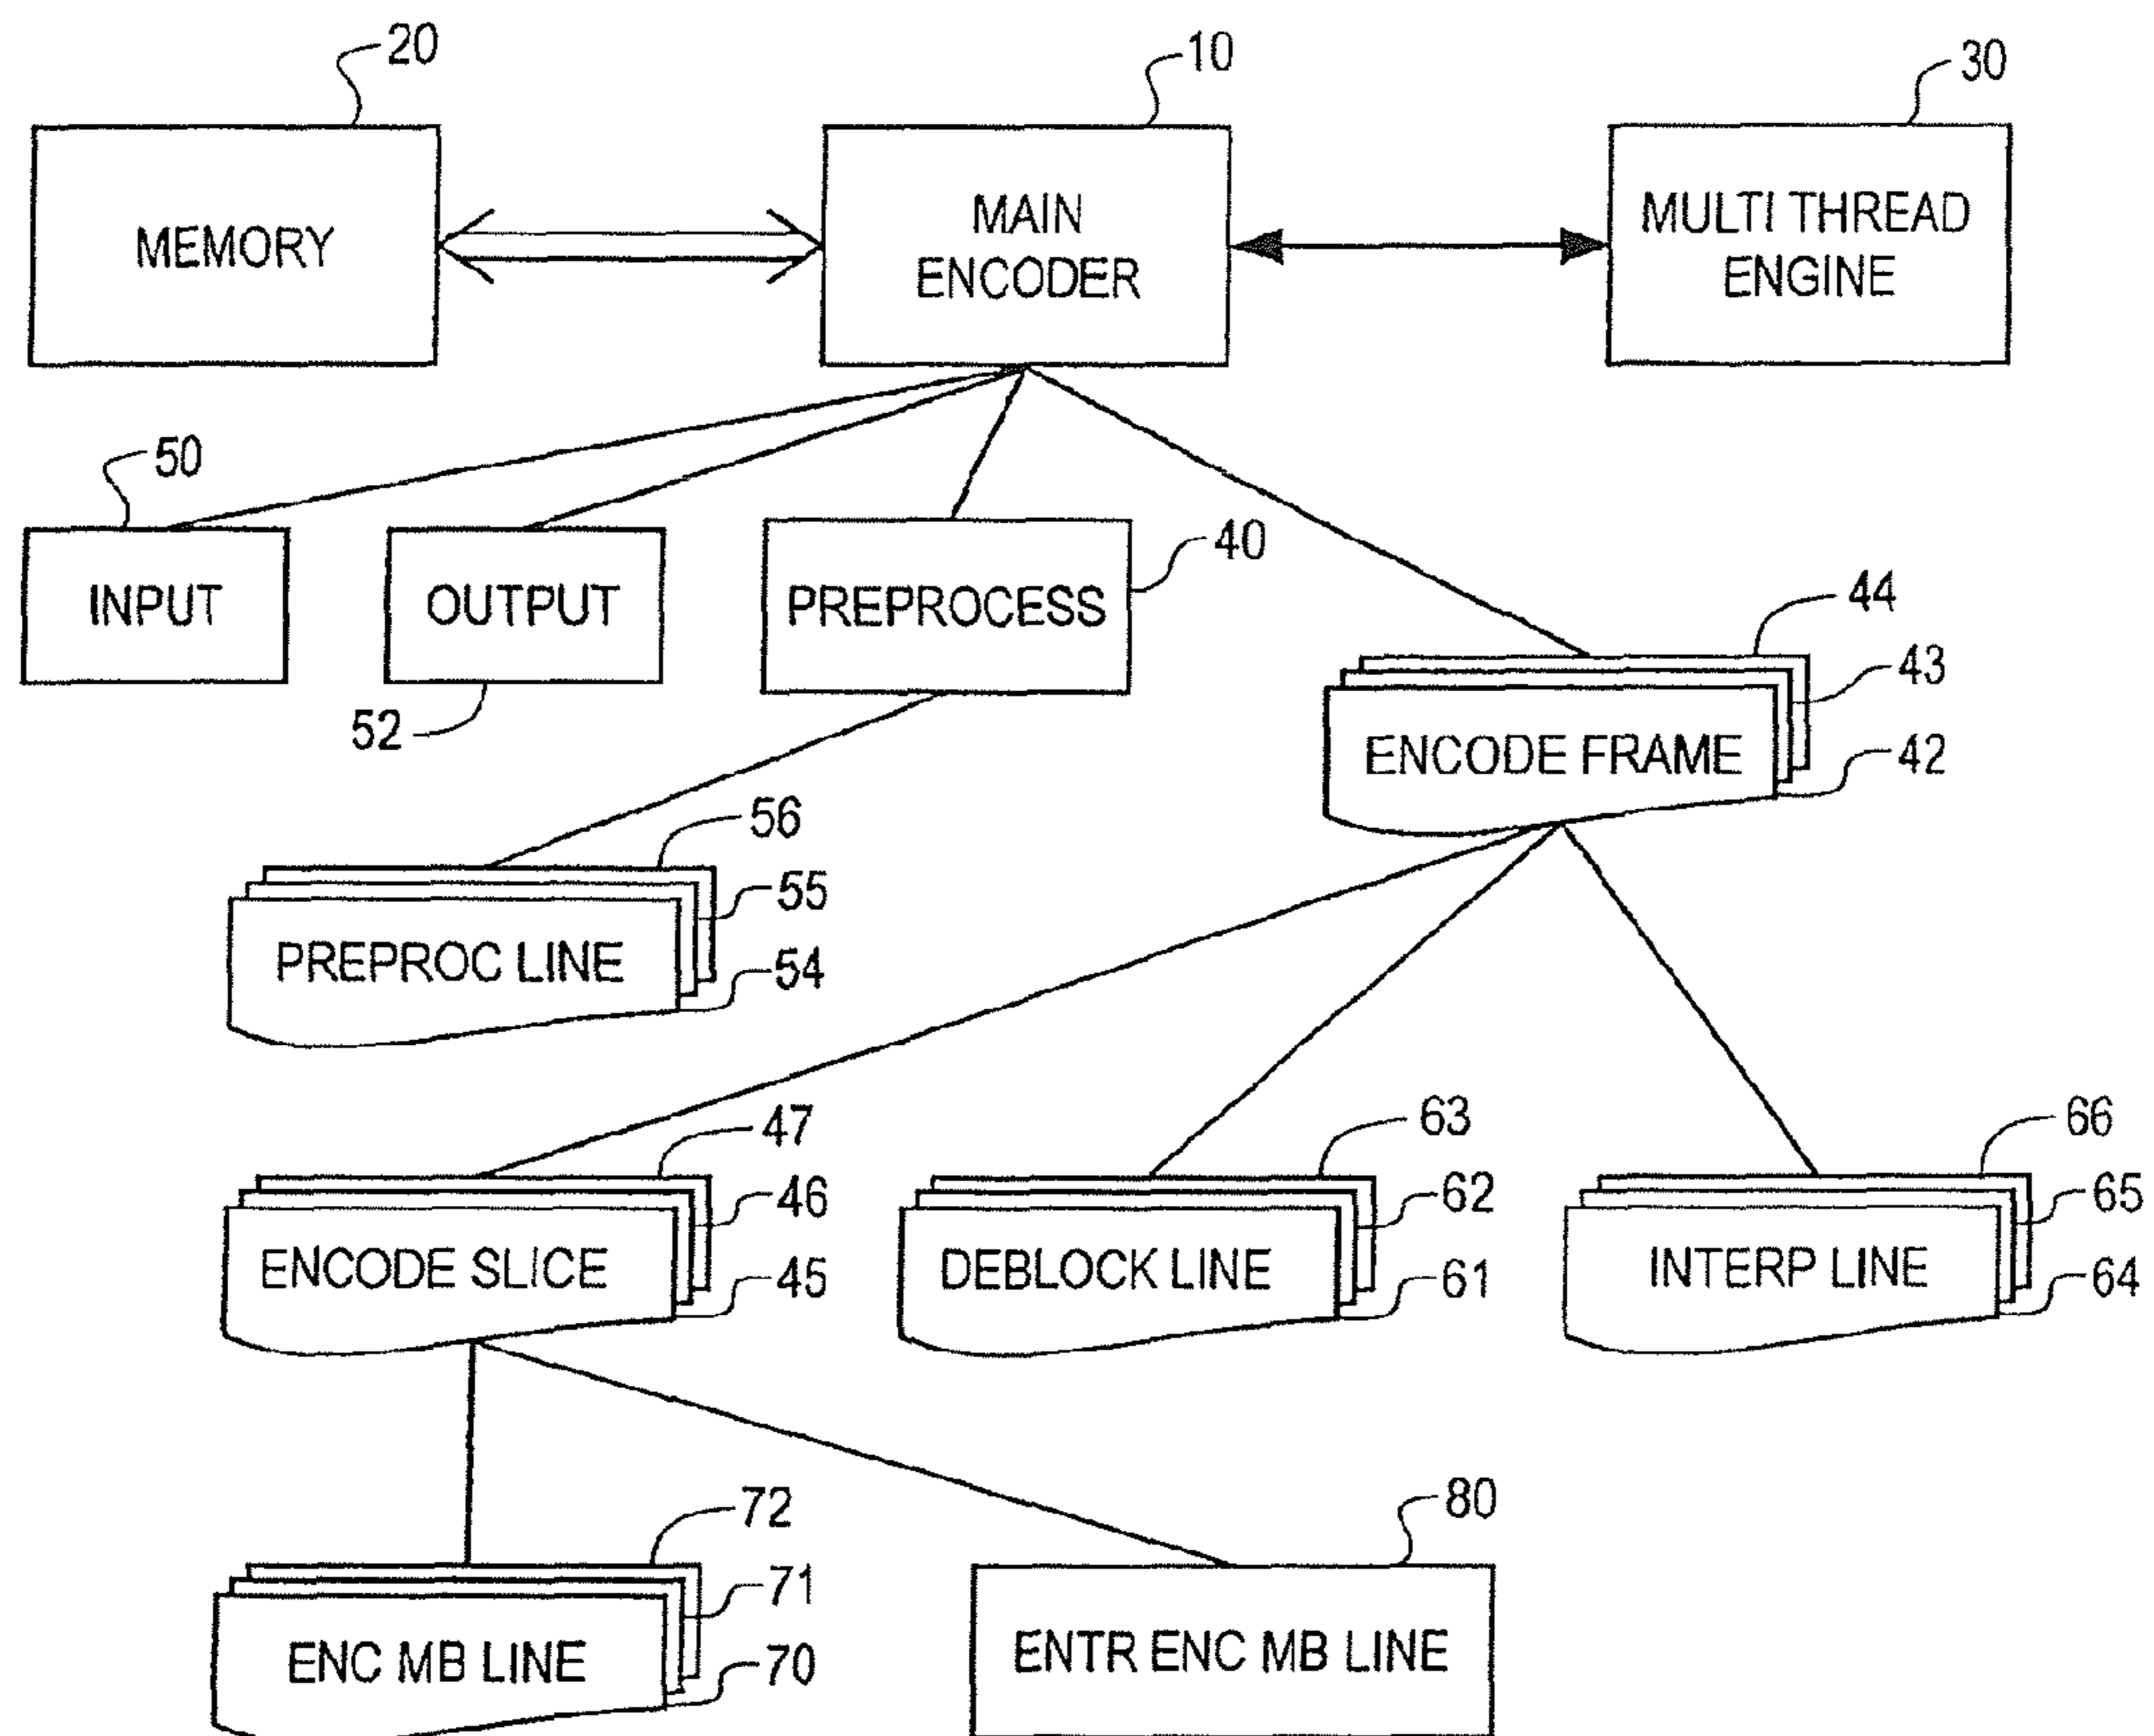 20
10
30
MEMORY
MAIN
ENCODER
MULTI THREAD
ENGINE
50
40
INPUT
OUTPUT
PREPROCESS
52
44
43
42
ENCODE FRAME
56
55
54
PREPROC LINE
47
46
45
ENCODE SLICE
63
62
61
DEBLOCK LINE
66
65
64
INTERP LINE
72
71
70
ENC MB LINE
80
ENTR ENC MB LINE